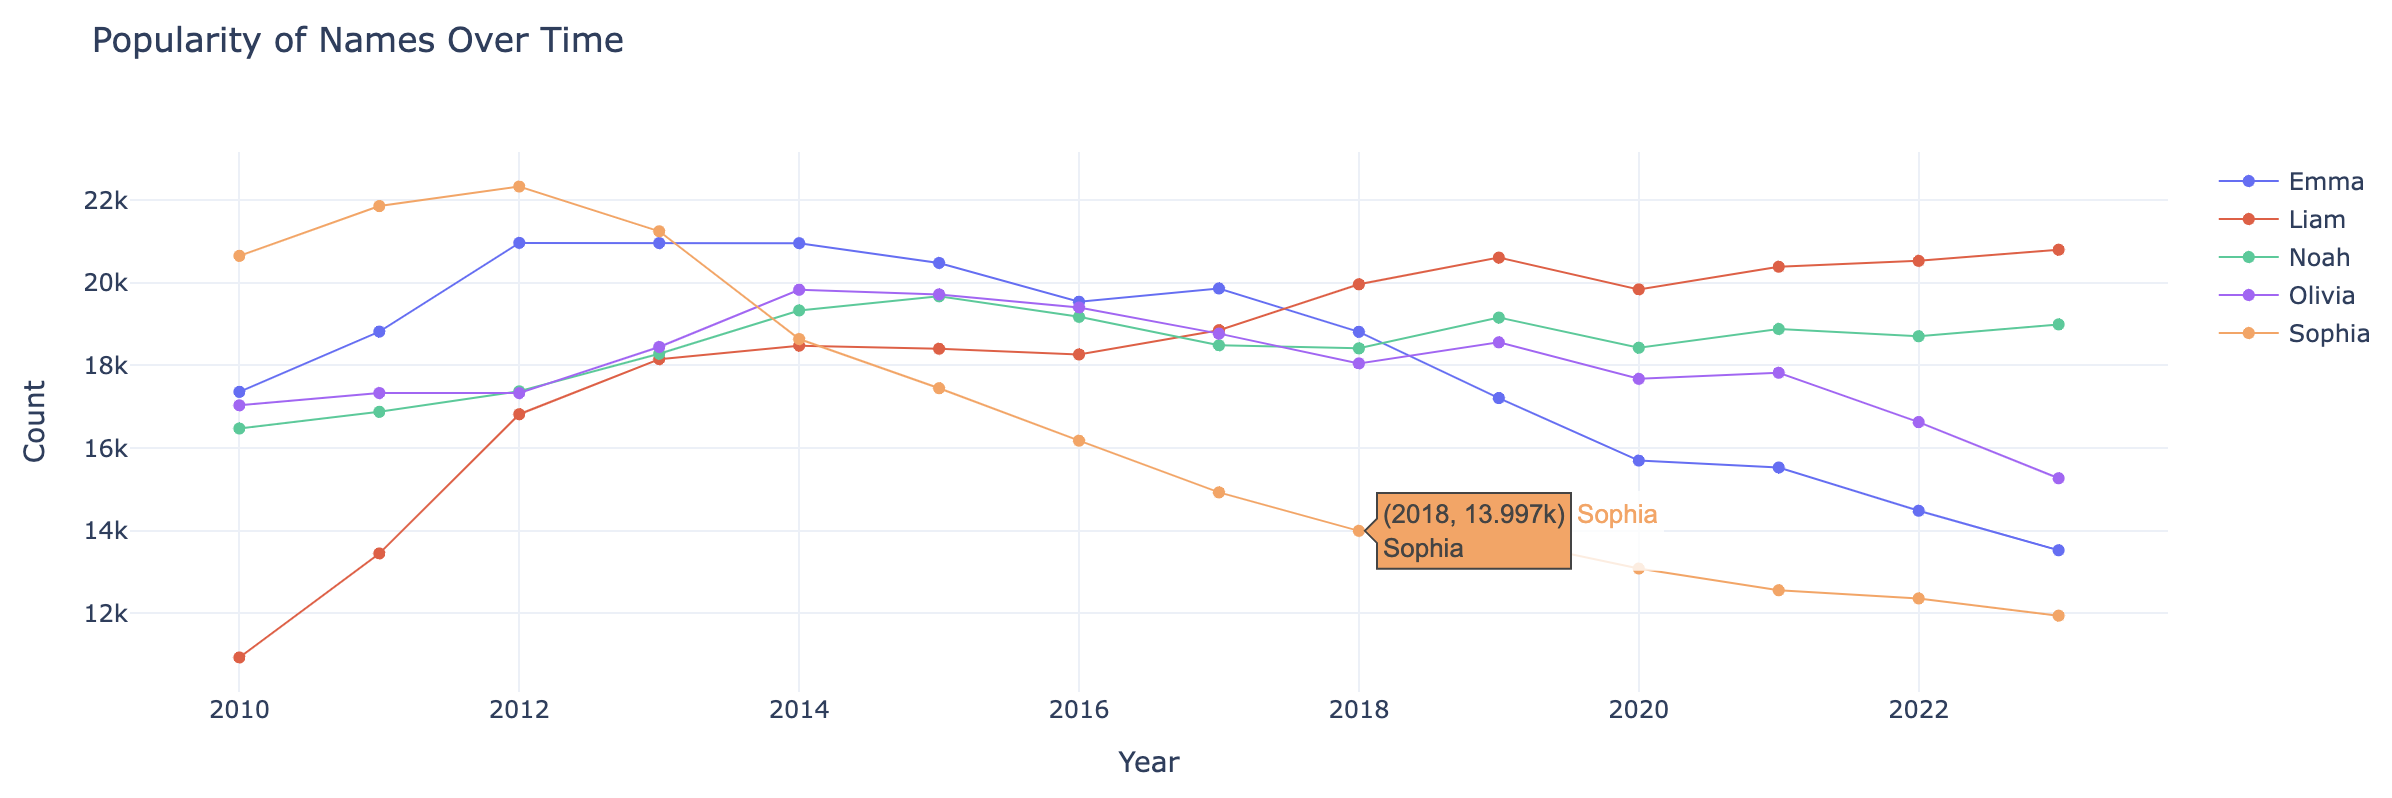 Popularity of Names Over Time
Count
22k
20k
18k
16k
14k
12k
2010 2012 2014 2016 2018 2020 2022
Year
Emma
Liam
Noah
Olivia
Sophia
(2018, 13.997k) Sophia
Sophia